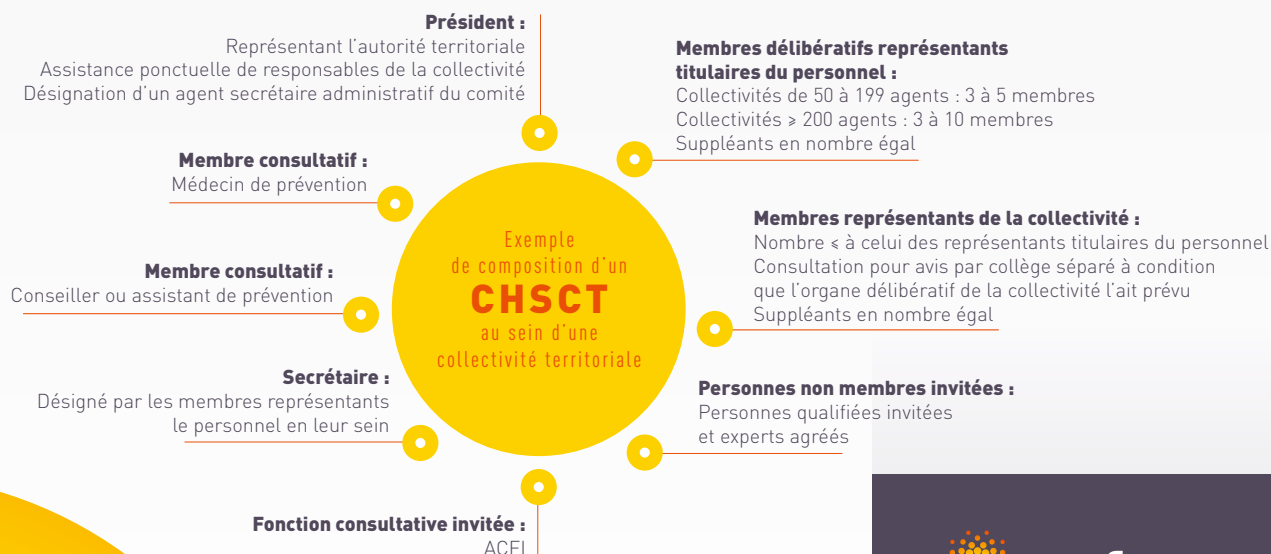 Président :
Représentant l'autorité territoriale
Assistance ponctuelle de responsables de la collectivité
Désignation d'un agent secrétaire administratif du comité
Membres délibératifs représentants
titulaires du personnel :
Collectivités de 50 à 199 agents : 3 à 5 membres
Collectivités ≥ 200 agents : 3 à 10 membres
Suppléants en nombre égal
Membre consultatif :
Médecin de prévention
Membres représentants de la collectivité :
Nombre ≤ à celui des représentants titulaires du personnel
Consultation pour avis par collège séparé à condition
que l'organe délibératif de la collectivité l'ait prévu
Suppléants en nombre égal
Exemple
de composition d'un
CHSCT
au sein d'une
collectivité territoriale
Membre consultatif :
Conseiller ou assistant de prévention
Secrétaire :
Désigné par les membres représentants
le personnel en leur sein
Personnes non membres invitées :
Personnes qualifiées invitées
et experts agréés
Fonction consultative invitée :
ACFI